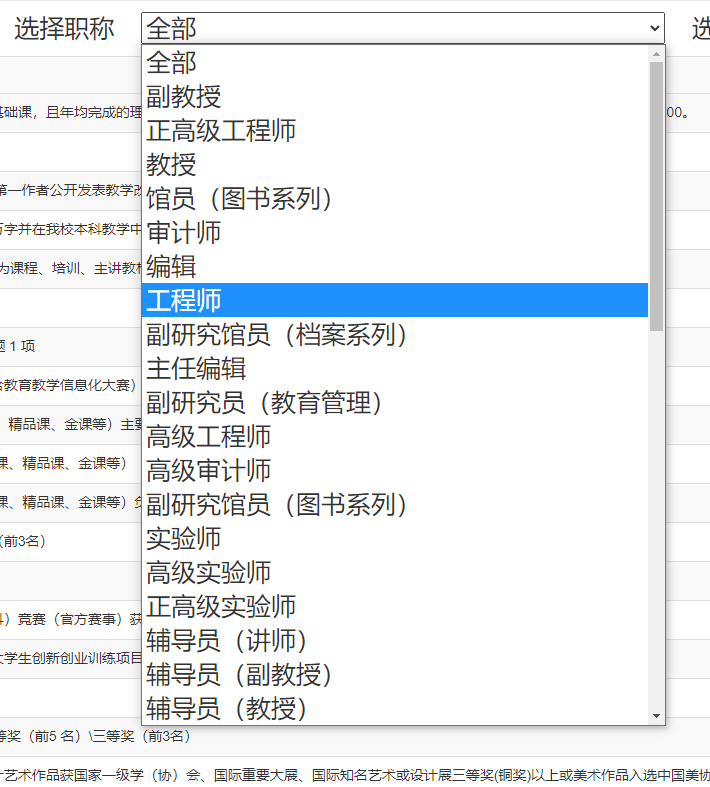 选择职称 全部 选
全部
副教授
基础课，且年均完成的理 00。
正高级工程师
教授
第一作者公开发表教学改
馆员（图书系列）
万字并在我校本科教学中
审计师
为课程、培训、主讲教材
编辑
工程师
副研究馆员（档案系列）
题 1 项
主任编辑
含教育教学信息化大赛）
副研究员（教育管理）
、精品课、金课等）主要
高级工程师
课、精品课、金课等）
高级审计师
课、精品课、金课等）负
副研究馆员（图书系列）
（前3名）
实验师
高级实验师
正高级实验师
）竞赛（官方赛事）获
辅导员（讲师）
大学生创新创业训练项目
辅导员（副教授）
辅导员（教授）
等奖（前5 名）\三等奖（前3名）
计艺术作品获国家一级学（协）会、国际重要大展、国际知名艺术或设计展三等奖(铜奖)以上或美术作品入选中国美协